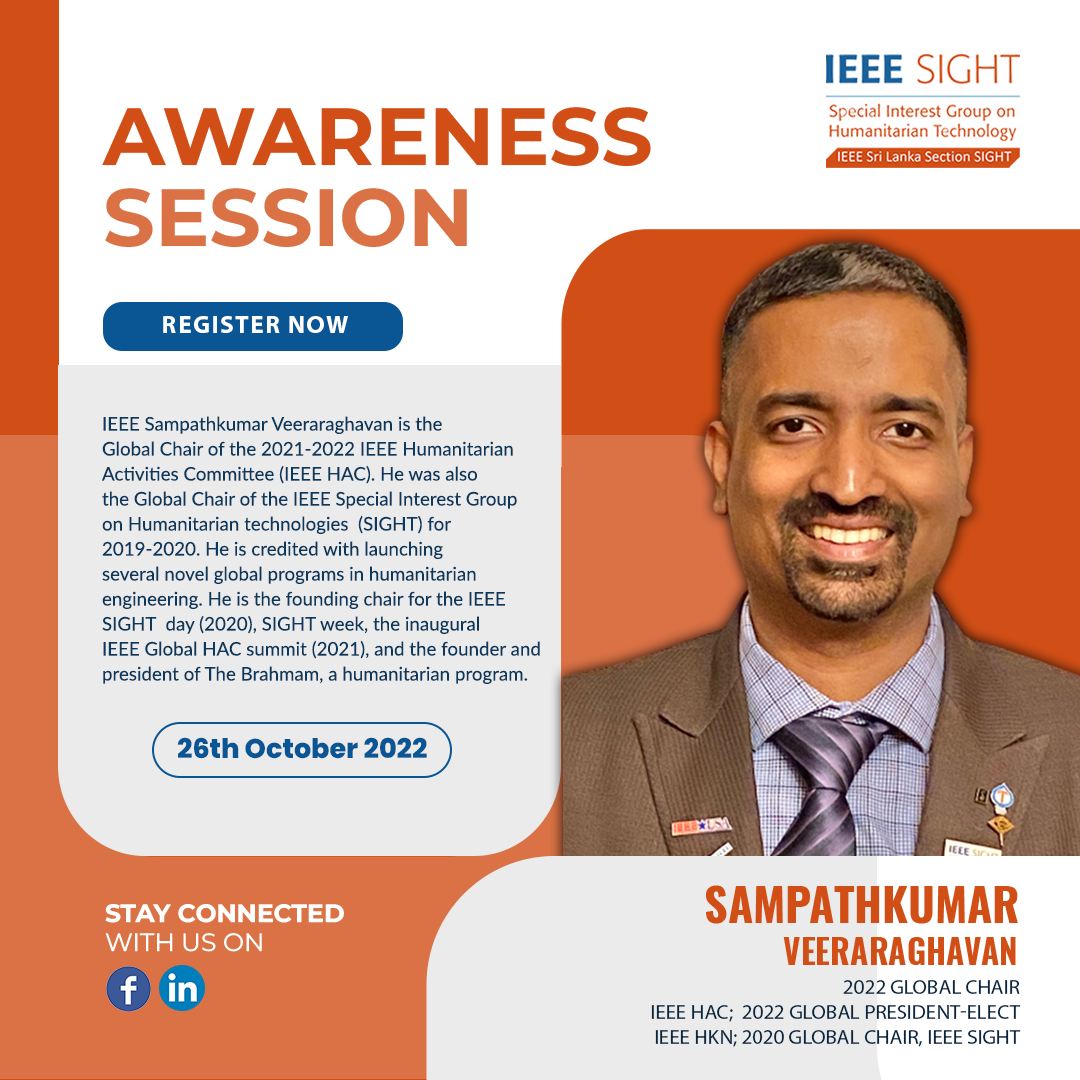 IEEE SIGHT
Special Interest Group on
Humanitarian Technology
IEEE Sri Lanka Section SIGHT
AWARENESS
SESSION
REGISTER NOW
IEEE Sampathkumar Veeraraghavan is the
Global Chair of the 2021-2022 IEEE Humanitarian
Activities Committee (IEEE HAC). He was also
the Global Chair of the IEEE Special Interest Group
on Humanitarian technologies (SIGHT) for
2019-2020. He is credited with launching
several novel global programs in humanitarian
engineering. He is the founding chair for the IEEE
SIGHT day (2020), SIGHT week, the inaugural
IEEE Global HAC summit (2021), and the founder and
president of The Brahmam, a humanitarian program.
26th October 2022
IEEE USA
IEEE SIGHT
STAY CONNECTED
WITH US ON
f
in
SAMPATHKUMAR
VEERARAGHAVAN
2022 GLOBAL CHAIR
IEEE HAC; 2022 GLOBAL PRESIDENT-ELECT
IEEE HKN; 2020 GLOBAL CHAIR, IEEE SIGHT